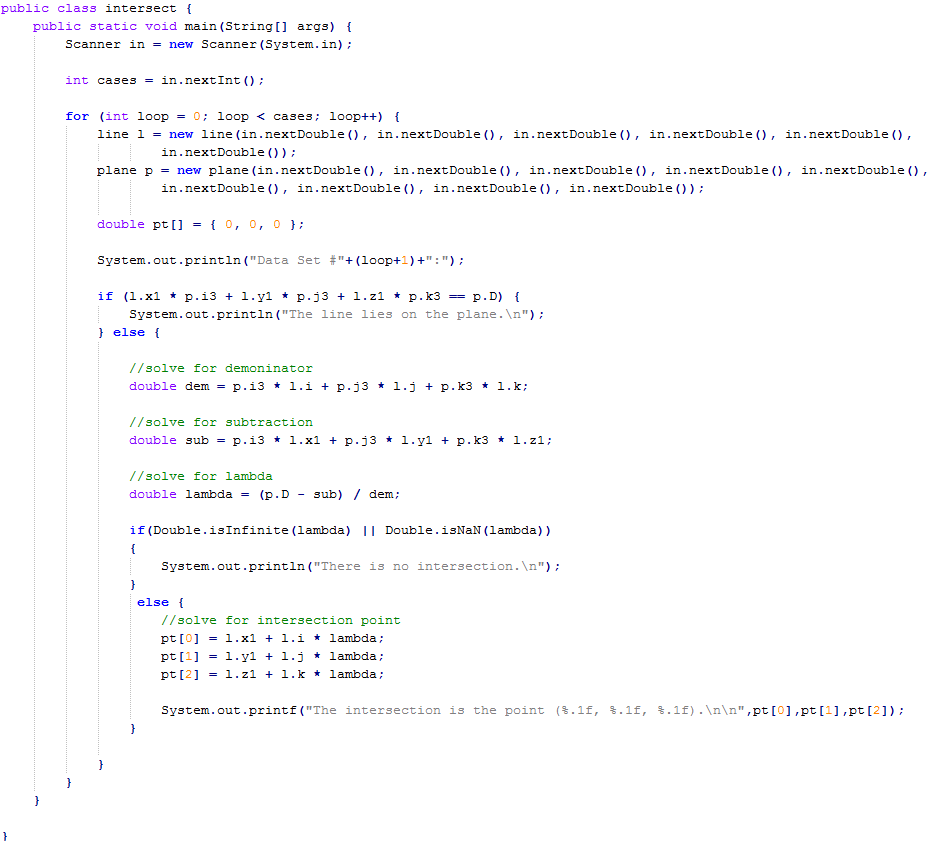 public class intersect {
    public static void main(String[] args) {
        Scanner in = new Scanner(System.in);
        int cases = in.nextInt();
        for (int loop = 0; loop < cases; loop++) {
            line l = new line(in.nextDouble(), in.nextDouble(), in.nextDouble(), in.nextDouble(), in.nextDouble(),
                    in.nextDouble());
            plane p = new plane(in.nextDouble(), in.nextDouble(), in.nextDouble(), in.nextDouble(), in.nextDouble(),
                    in.nextDouble(), in.nextDouble(), in.nextDouble(), in.nextDouble());
            double pt[] = { 0, 0, 0 };
            System.out.println("Data Set #"+(loop+1)+":");
            if (l.x1 * p.i3 + l.y1 * p.j3 + l.z1 * p.k3 == p.D) {
                System.out.println("The line lies on the plane.\n");
            } else {
                //solve for demoninator
                double dem = p.i3 * l.i + p.j3 * l.j + p.k3 * l.k;
                //solve for subtraction
                double sub = p.i3 * l.x1 + p.j3 * l.y1 + p.k3 * l.z1;
                //solve for lambda
                double lambda = (p.D - sub) / dem;
                if(Double.isInfinite(lambda) || Double.isNaN(lambda))
                {
                    System.out.println("There is no intersection.\n");
                }
                 else {
                    //solve for intersection point
                    pt[0] = l.x1 + l.i * lambda;
                    pt[1] = l.y1 + l.j * lambda;
                    pt[2] = l.z1 + l.k * lambda;
                    System.out.printf("The intersection is the point (%.1f, %.1f, %.1f).\n\n",pt[0],pt[1],pt[2]);
                }
            }
        }
    }
}